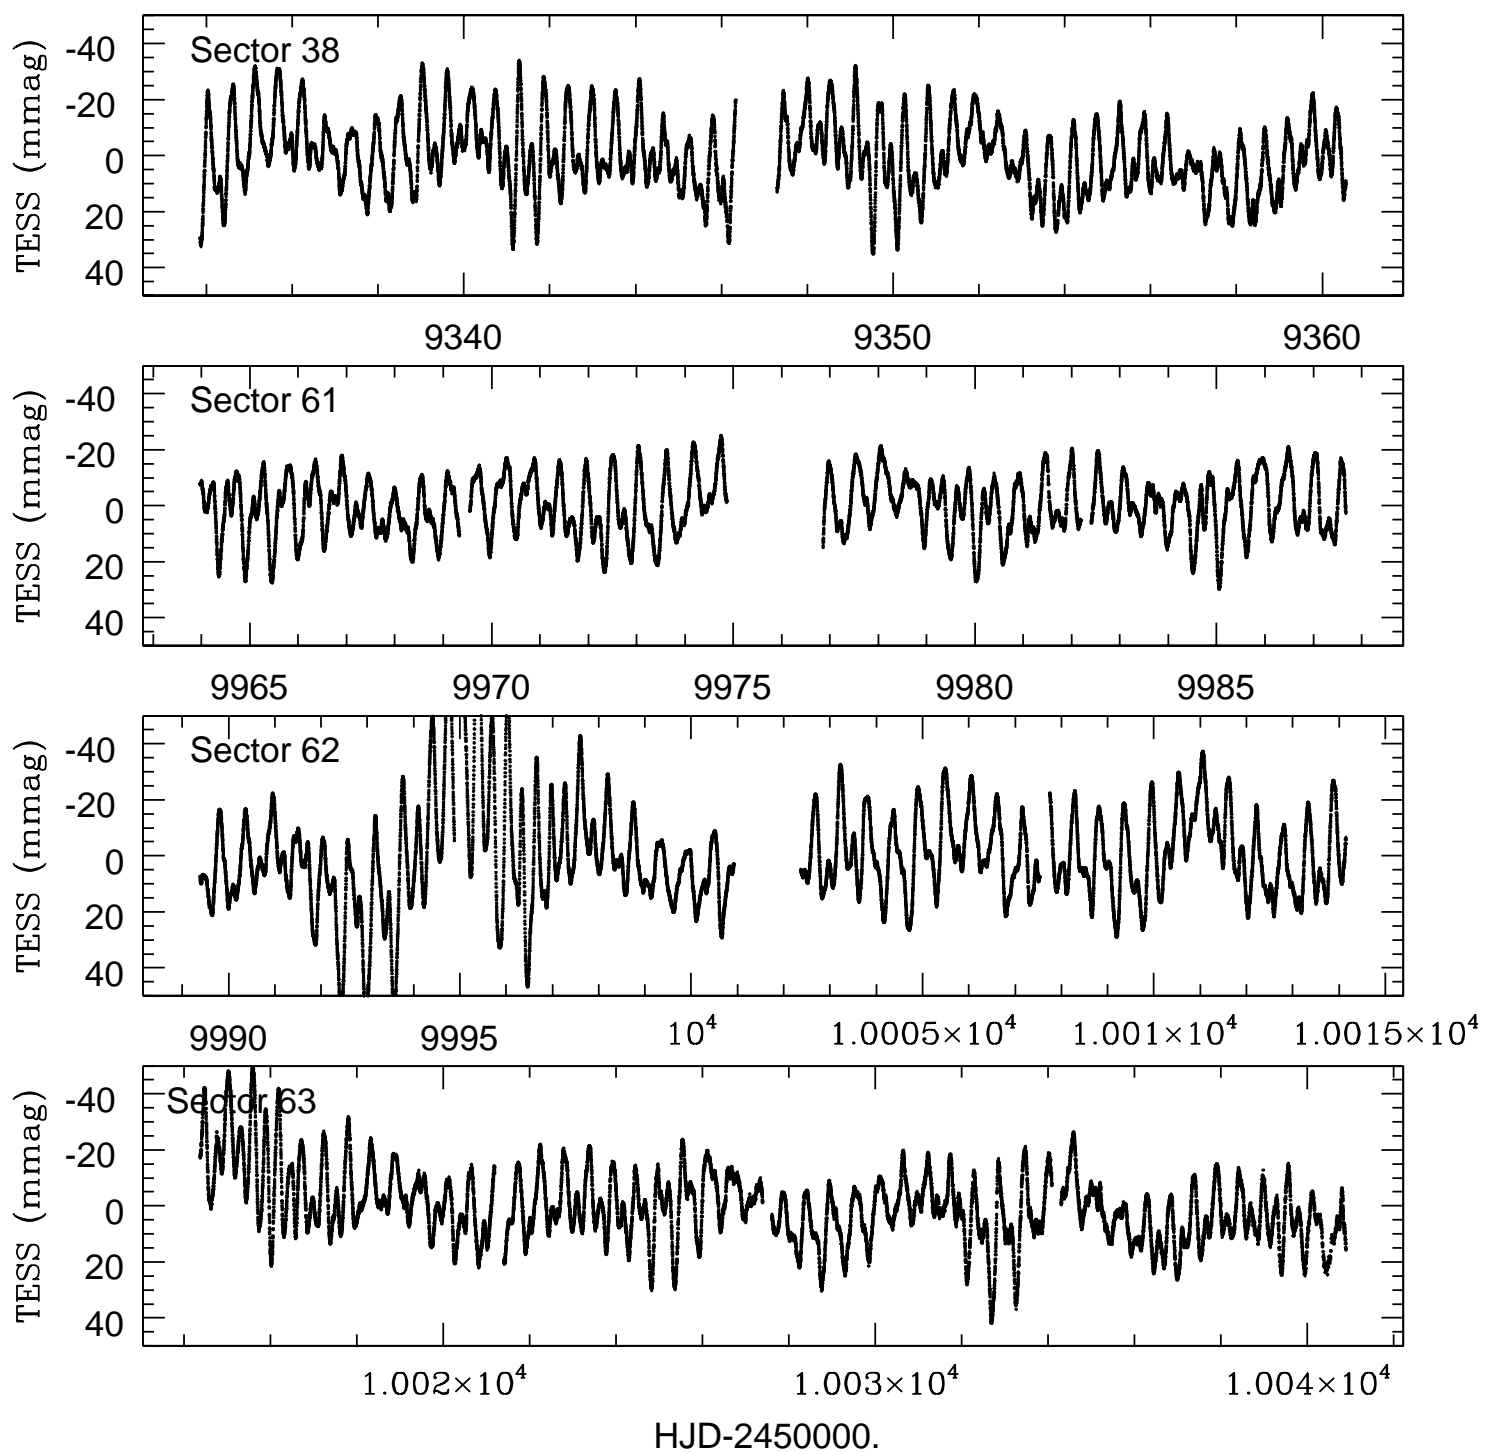 Sector 38
TESS (mmag)
-40
-20
0
20
40
9340 9350 9360
Sector 61
TESS (mmag)
-40
-20
0
20
40
9965 9970 9975 9980 9985
Sector 62
TESS (mmag)
-40
-20
0
20
40
9990 9995 10⁴ 1.0005×10⁴ 1.001×10⁴ 1.0015×10⁴
Sector 63
TESS (mmag)
-40
-20
0
20
40
1.002×10⁴ 1.003×10⁴ 1.004×10⁴
HJD-2450000.